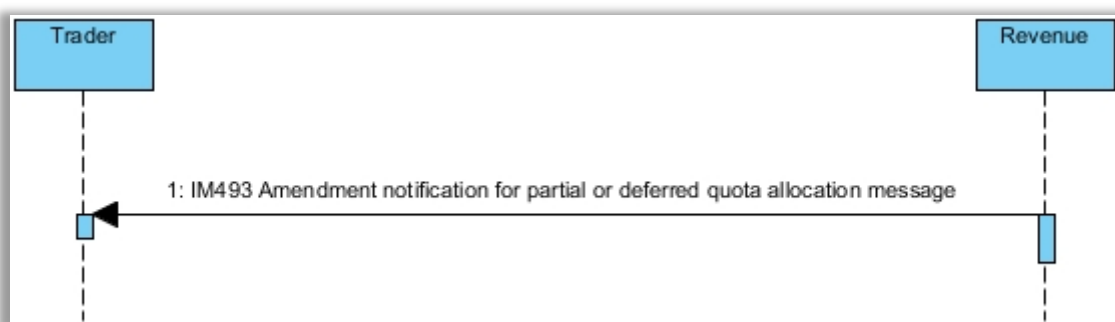 Trader
Revenue
1: IM493 Amendment notification for partial or deferred quota allocation message